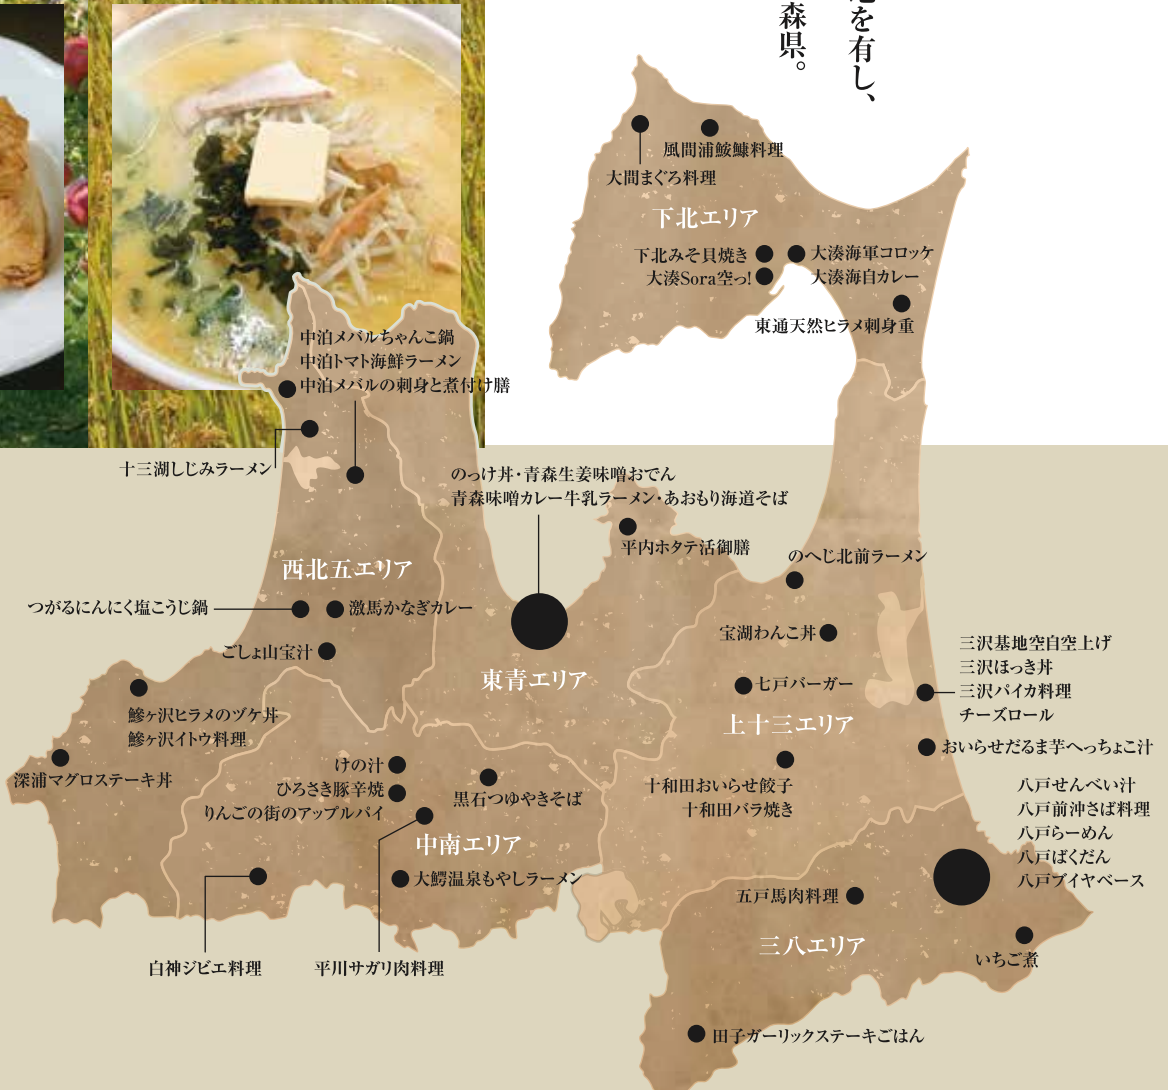 を有し、
森県。
風間浦鮟鱇料理
大間まぐろ料理
下北エリア
下北みそ貝焼き
大湊Sora空っ!
大湊海軍コロッケ
大湊海自カレー
東通天然ヒラメ刺身重
中泊メバルちゃんこ鍋
中泊トマト海鮮ラーメン
中泊メバルの刺身と煮付け膳
十三湖しじみラーメン
のっけ丼・青森生姜味噌おでん
青森味噌カレー牛乳ラーメン・あおもり海道そば
平内ホタテ活御膳
のへじ北前ラーメン
西北五エリア
つがるにんにく塩こうじ鍋
激馬かなぎカレー
ごしょ山宝汁
宝湖わんこ丼
東青エリア
七戸バーガー
上十三エリア
三沢基地空自空上げ
三沢ほっき丼
三沢パイカ料理
チーズロール
おいらせだるま芋へっちょこ汁
鰺ヶ沢ヒラメのヅケ丼
鰺ヶ沢イトウ料理
深浦マグロステーキ丼
けの汁
ひろさき豚辛焼
りんごの街のアップルパイ
黒石つゆやきそば
中南エリア
大鰐温泉もやしラーメン
十和田おいらせ餃子
十和田バラ焼き
八戸せんべい汁
八戸前沖さば料理
八戸らーめん
八戸ばくだん
八戸ブイヤベース
五戸馬肉料理
三八エリア
いちご煮
白神ジビエ料理
平川サガリ肉料理
田子ガーリックステーキごはん